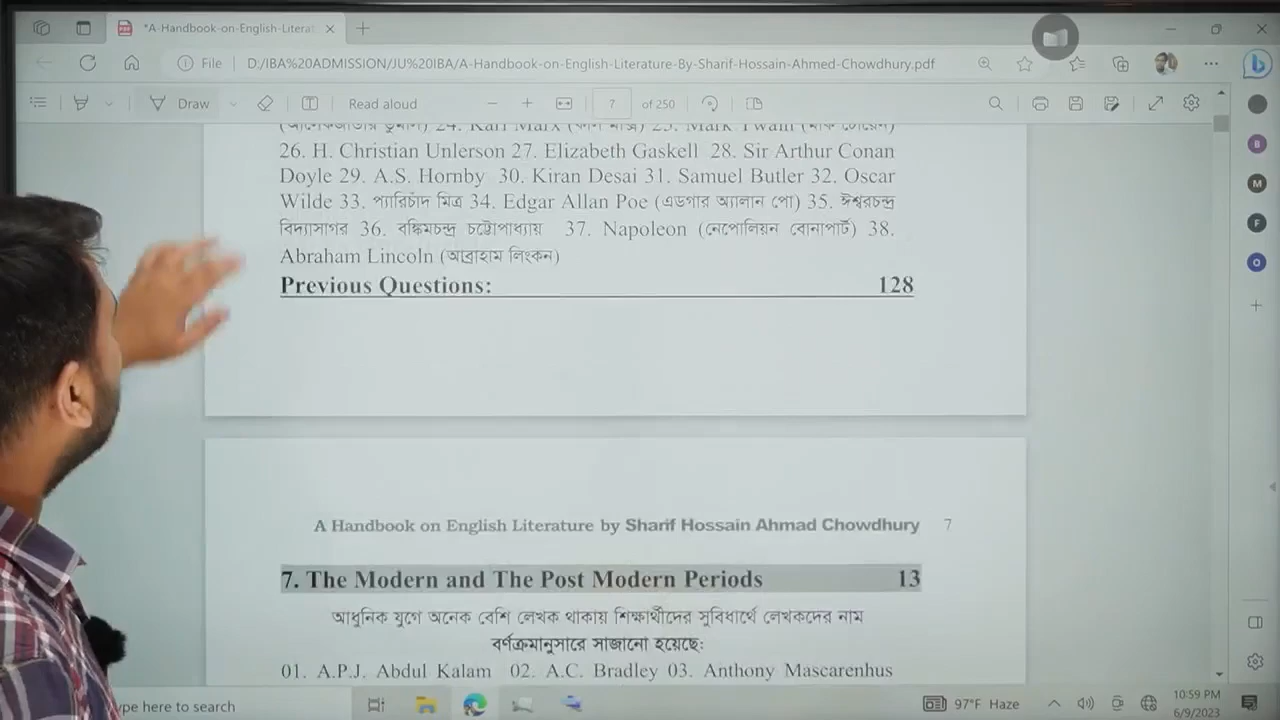 *A-Handbook-on-English-Literat
File D:/IBA%20ADMISSION/JU%20IBA/A-Handbook-on-English-Literature-By-Sharif-Hossain-Ahmed-Chowdhury.pdf
Draw Read aloud 7 of 250
24. Karl Marx (কার্ল মার্ক্স) 25. Mark Twain (মার্ক টোয়েন)
26. H. Christian Unlerson 27. Elizabeth Gaskell 28. Sir Arthur Conan
Doyle 29. A.S. Hornby 30. Kiran Desai 31. Samuel Butler 32. Oscar
Wilde 33. প্যারিচাঁদ মিত্র 34. Edgar Allan Poe (এডগার অ্যালান পো) 35. ঈশ্বরচন্দ্র
বিদ্যাসাগর 36. বঙ্কিমচন্দ্র চট্টোপাধ্যায় 37. Napoleon (নেপোলিয়ন বোনাপার্ট) 38.
Abraham Lincoln (আব্রাহাম লিংকন)
Previous Questions: 128
A Handbook on English Literature by Sharif Hossain Ahmad Chowdhury 7
7. The Modern and The Post Modern Periods 13
আধুনিক যুগে অনেক বেশি লেখক থাকায় শিক্ষার্থীদের সুবিধার্থে লেখকদের নাম
বর্ণক্রমানুসারে সাজানো হয়েছে:
01. A.P.J. Abdul Kalam 02. A.C. Bradley 03. Anthony Mascarenhus
ype here to search
97°F Haze
10:59 PM
6/9/2023